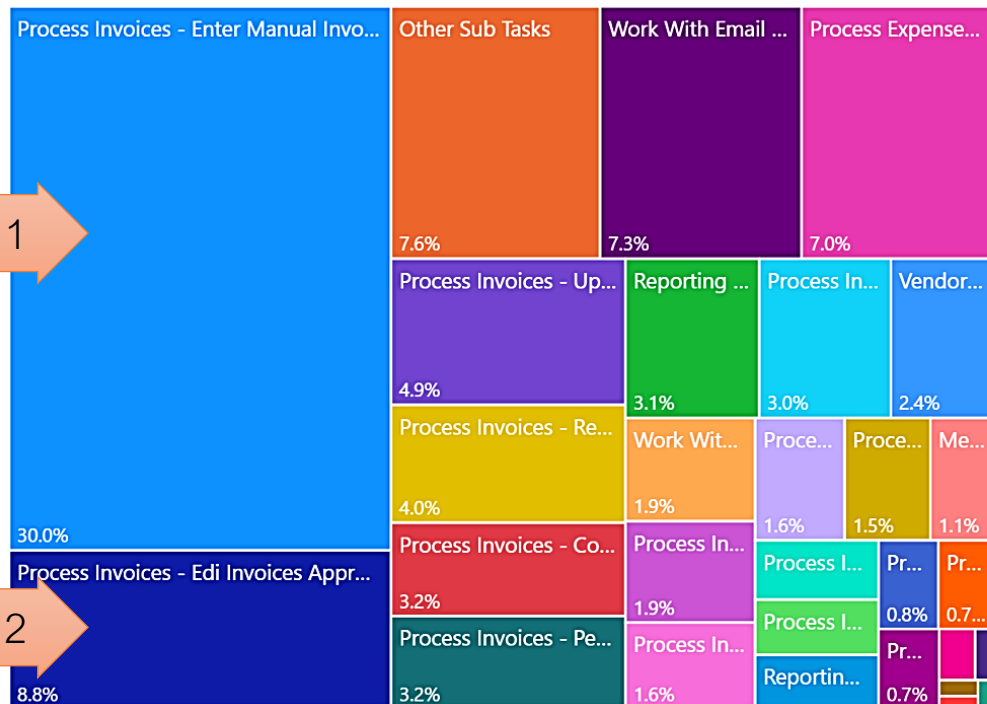 Process Invoices - Enter Manual Invo...
30.0%
1
Process Invoices - Edi Invoices Appr...
8.8%
2
Other Sub Tasks
7.6%
Work With Email ...
7.3%
Process Expense...
7.0%
Process Invoices - Up...
4.9%
Reporting ...
3.1%
Process In...
3.0%
Vendor...
2.4%
Process Invoices - Re...
4.0%
Work Wit...
1.9%
Proce...
1.6%
Proce...
1.5%
Me...
1.1%
Process Invoices - Co...
3.2%
Process In...
1.9%
Process I...
Pr...
0.8%
Pr...
0.7...
Process I...
Process Invoices - Pe...
3.2%
Process In...
1.6%
Reportin...
Pr...
0.7%